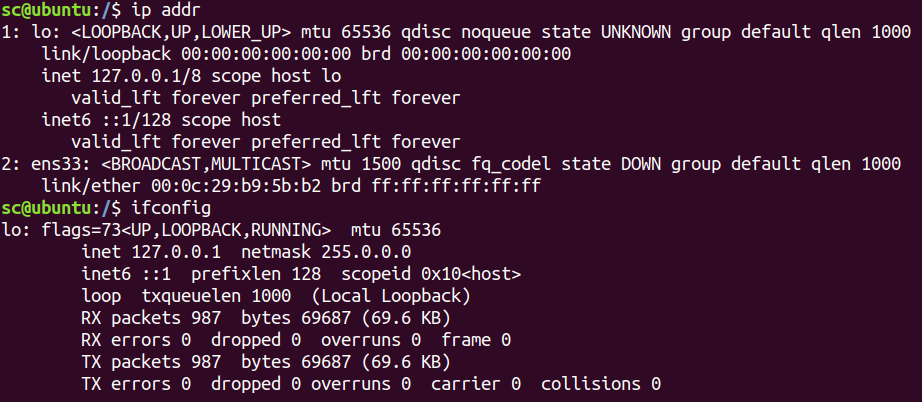 sc@ubuntu:/$ ip addr
1: lo: <LOOPBACK,UP,LOWER_UP> mtu 65536 qdisc noqueue state UNKNOWN group default qlen 1000
    link/loopback 00:00:00:00:00:00 brd 00:00:00:00:00:00
    inet 127.0.0.1/8 scope host lo
       valid_lft forever preferred_lft forever
    inet6 ::1/128 scope host
       valid_lft forever preferred_lft forever
2: ens33: <BROADCAST,MULTICAST> mtu 1500 qdisc fq_codel state DOWN group default qlen 1000
    link/ether 00:0c:29:b9:5b:b2 brd ff:ff:ff:ff:ff:ff
sc@ubuntu:/$ ifconfig
lo: flags=73<UP,LOOPBACK,RUNNING>  mtu 65536
        inet 127.0.0.1  netmask 255.0.0.0
        inet6 ::1  prefixlen 128  scopeid 0x10<host>
        loop  txqueuelen 1000  (Local Loopback)
        RX packets 987  bytes 69687 (69.6 KB)
        RX errors 0  dropped 0  overruns 0  frame 0
        TX packets 987  bytes 69687 (69.6 KB)
        TX errors 0  dropped 0 overruns 0  carrier 0  collisions 0